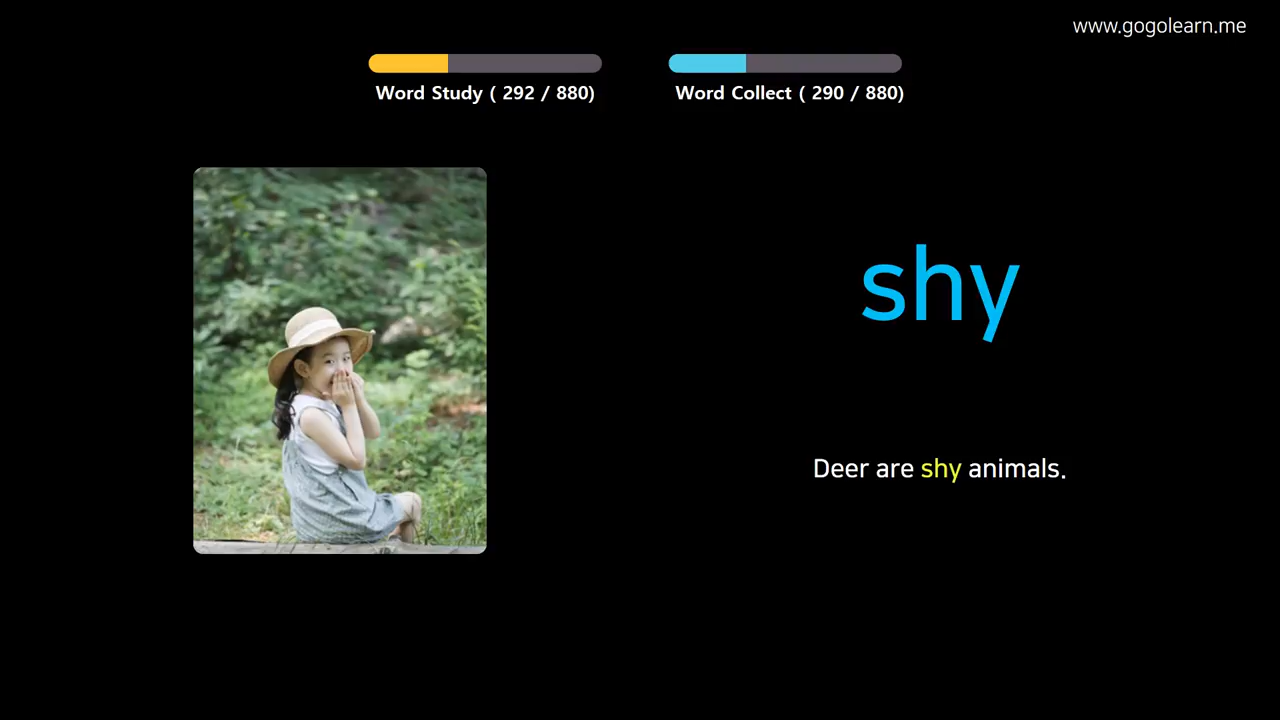 www.gogolearn.me
Word Study ( 292 / 880)
Word Collect ( 290 / 880)
shy
Deer are shy animals.